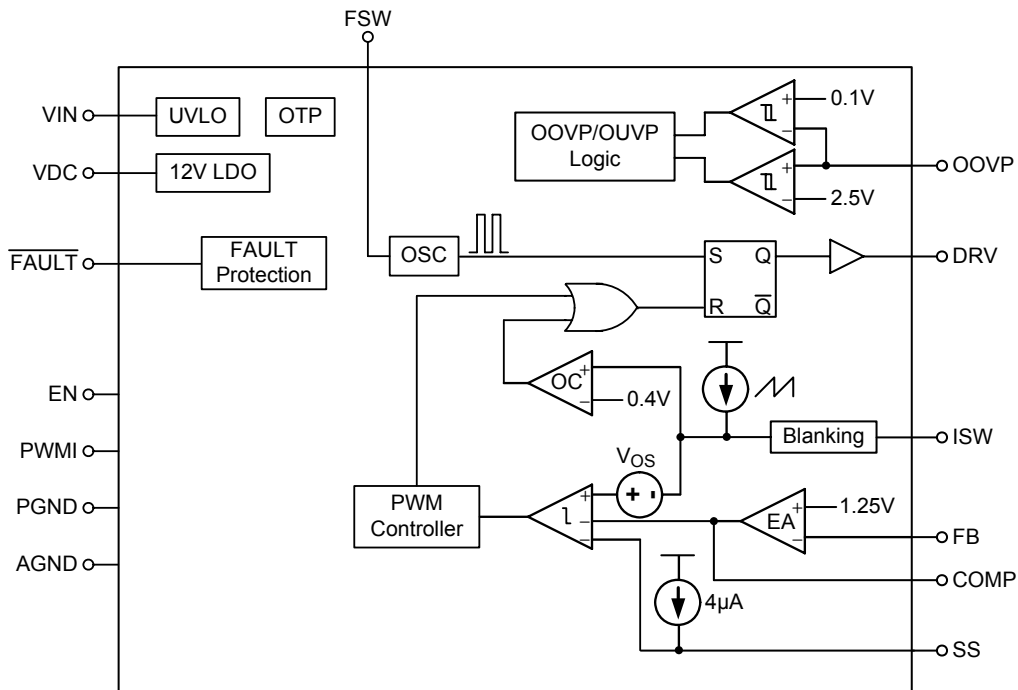 FSW
VIN
UVLO
OTP
VDC
12V LDO
FAULT
FAULT
Protection
OOVP/OUVP
Logic
+
−
0.1V
+
−
2.5V
OOVP
OSC
S
Q
R
Q
DRV
OC
+
−
0.4V
EN
PWMI
PGND
AGND
Blanking
ISW
VOS
+
-
PWM
Controller
+
−
−
EA
+
−
1.25V
FB
COMP
4µA
SS